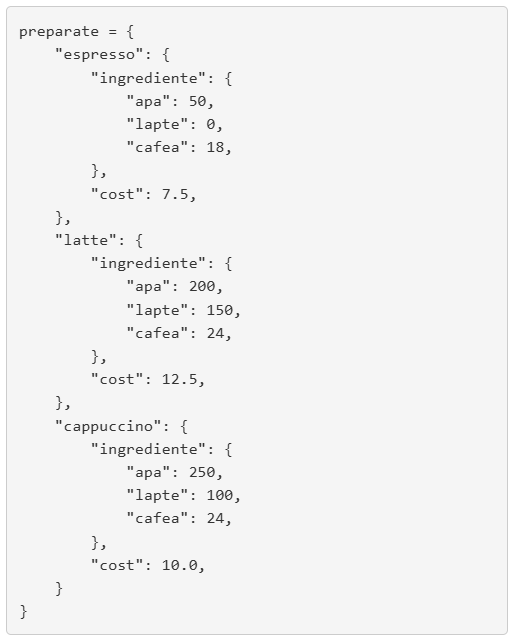 preparate = {
    "espresso": {
        "ingrediente": {
            "apa": 50,
            "lapte": 0,
            "cafea": 18,
        },
        "cost": 7.5,
    },
    "latte": {
        "ingrediente": {
            "apa": 200,
            "lapte": 150,
            "cafea": 24,
        },
        "cost": 12.5,
    },
    "cappuccino": {
        "ingrediente": {
            "apa": 250,
            "lapte": 100,
            "cafea": 24,
        },
        "cost": 10.0,
    }
}